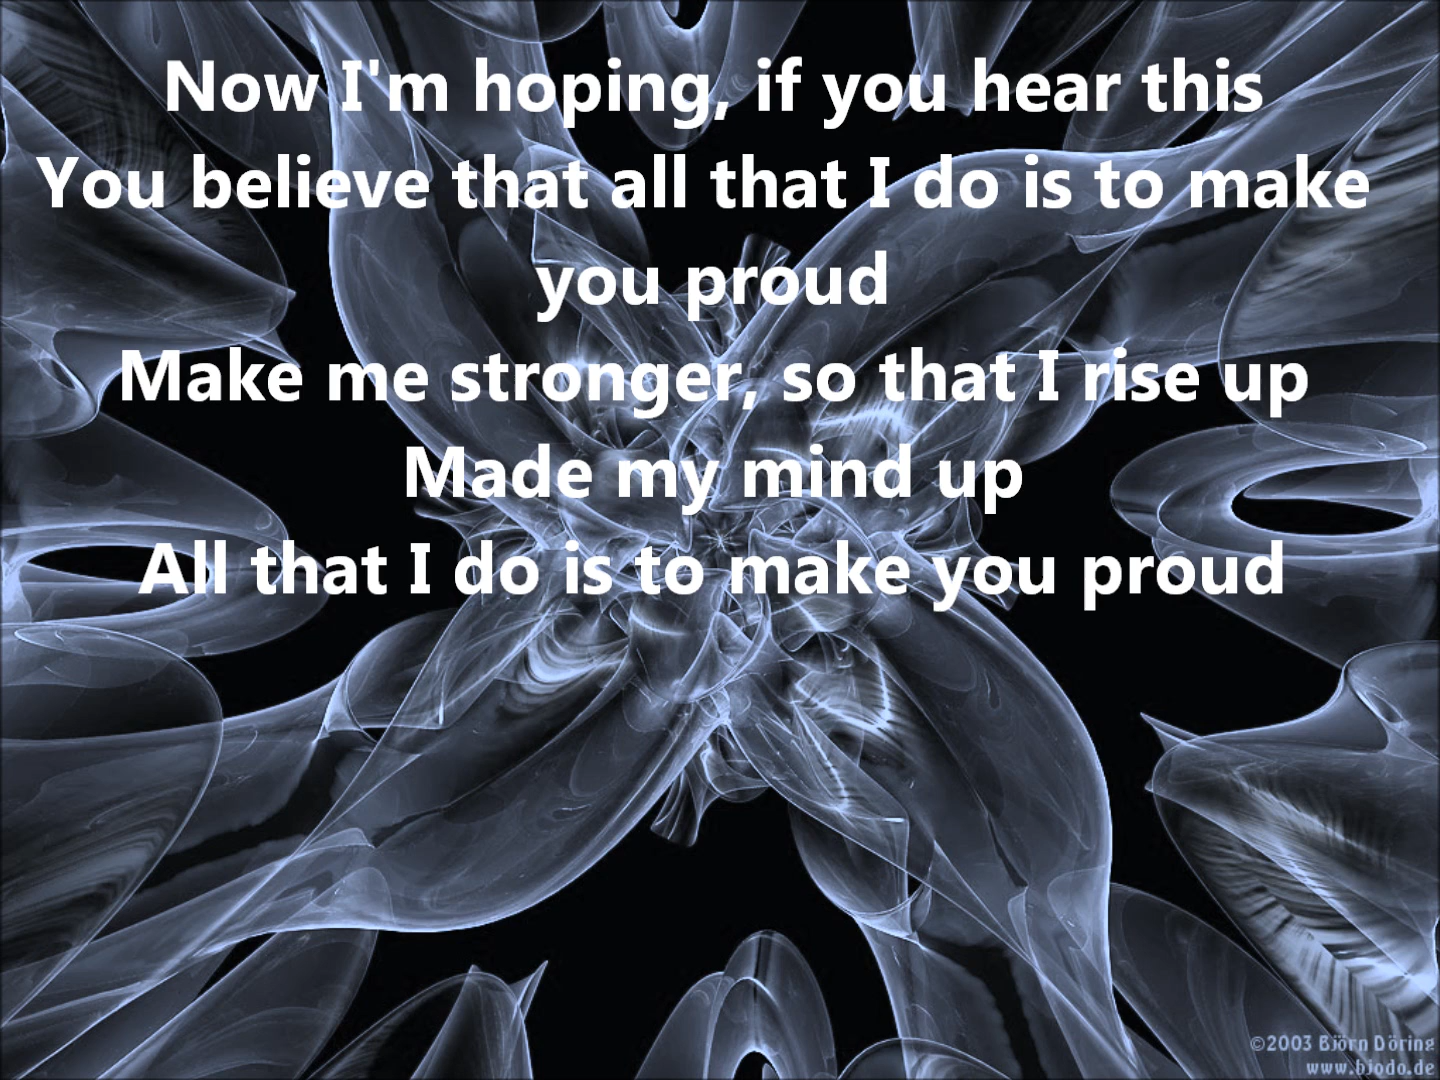 Now I'm hoping, if you hear this
You believe that all that I do is to make
you proud
Make me stronger, so that I rise up
Made my mind up
All that I do is to make you proud
©2003 Björn Döring
www.bjodo.de